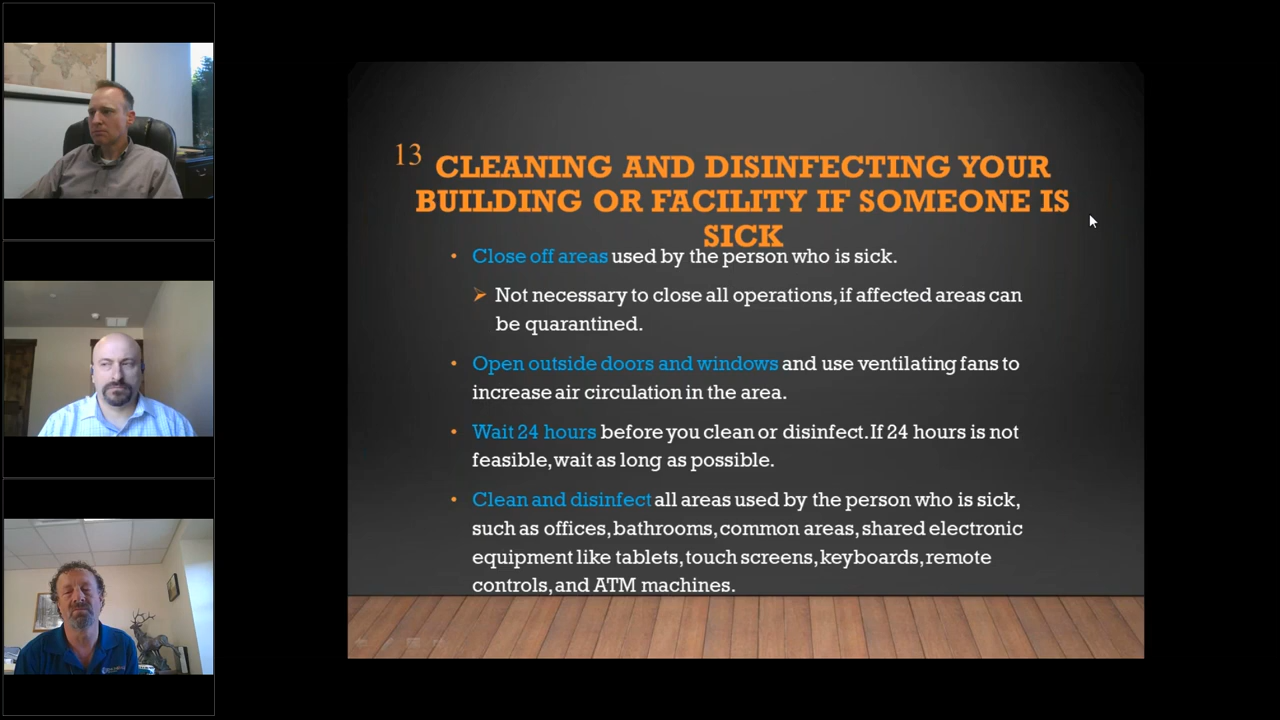 13
CLEANING AND DISINFECTING YOUR
BUILDING OR FACILITY IF SOMEONE IS
SICK
• Close off areas used by the person who is sick.
➢ Not necessary to close all operations, if affected areas can
be quarantined.
• Open outside doors and windows and use ventilating fans to
increase air circulation in the area.
• Wait 24 hours before you clean or disinfect. If 24 hours is not
feasible, wait as long as possible.
• Clean and disinfect all areas used by the person who is sick,
such as offices, bathrooms, common areas, shared electronic
equipment like tablets, touch screens, keyboards, remote
controls, and ATM machines.